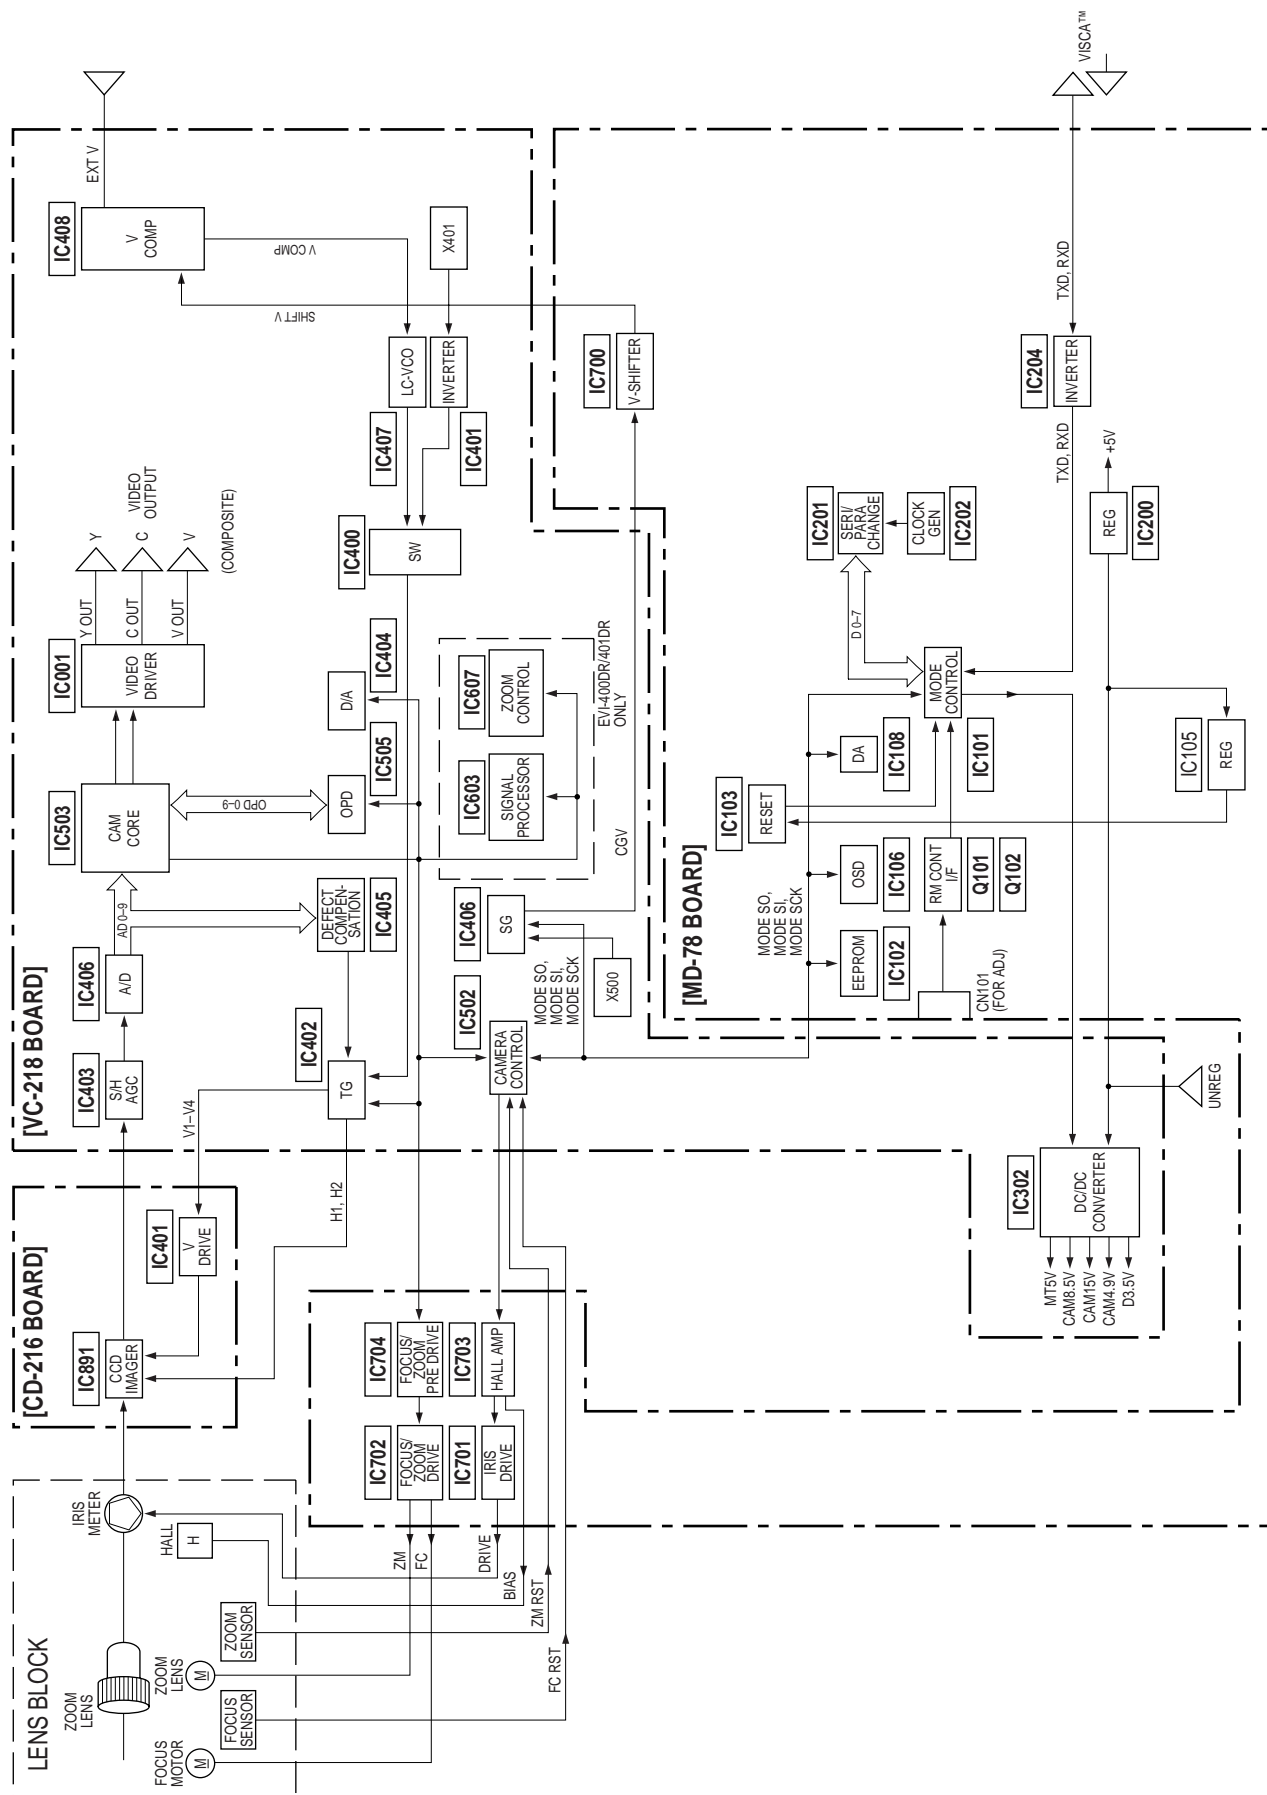 LENS BLOCK
ZOOM
LENS
FOCUS
MOTOR
M
ZOOM
LENS
M
FOCUS
SENSOR
ZOOM
SENSOR
IRIS
METER
HALL
H
ZM
FC
DRIVE
BIAS
ZM RST
FC RST
[CD-216 BOARD]
IC891
CCD
IMAGER
IC401
V
DRIVE
H1, H2
V1–V4
IC702
FOCUS/
ZOOM
DRIVE
IC704
FOCUS/
ZOOM
PRE DRIVE
IC701
IRIS
DRIVE
IC703
HALL AMP
[VC-218 BOARD]
IC403
S/H
AGC
IC406
A/D
AD 0–9
IC503
CAM
CORE
IC001
VIDEO
DRIVER
Y OUT
C OUT
V OUT
Y
C
V
VIDEO
OUTPUT
(COMPOSITE)
IC408
V
COMP
EXT V
V COMP
SHIFT V
IC402
TG
DEFECT
COMPEN-
SATION
IC405
OPD 0–9
OPD
IC505
D/A
IC404
IC400
SW
IC407
LC-VCO
INVERTER
IC401
X401
IC603
SIGNAL
PROCESSOR
IC607
ZOOM
CONTROL
EVI-400DR/401DR
ONLY
IC502
CAMERA
CONTROL
MODE SO,
MODE SI,
MODE SCK
IC406
SG
X500
CGV
IC700
V-SHIFTER
[MD-78 BOARD]
MODE SO,
MODE SI,
MODE SCK
IC103
RESET
EEPROM
IC102
OSD
IC106
DA
IC108
CN101
(FOR ADJ)
RM CONT
I/F
Q101
Q102
MODE
CONTROL
IC101
D 0–7
IC201
SERI/
PARA
CHANGE
CLOCK
GEN
IC202
IC204
INVERTER
TXD, RXD
TXD, RXD
VISCA™
REG
IC200
+5V
IC105
REG
UNREG
IC302
DC/DC
CONVERTER
MT5V
CAM8.5V
CAM15V
CAM4.9V
D3.5V